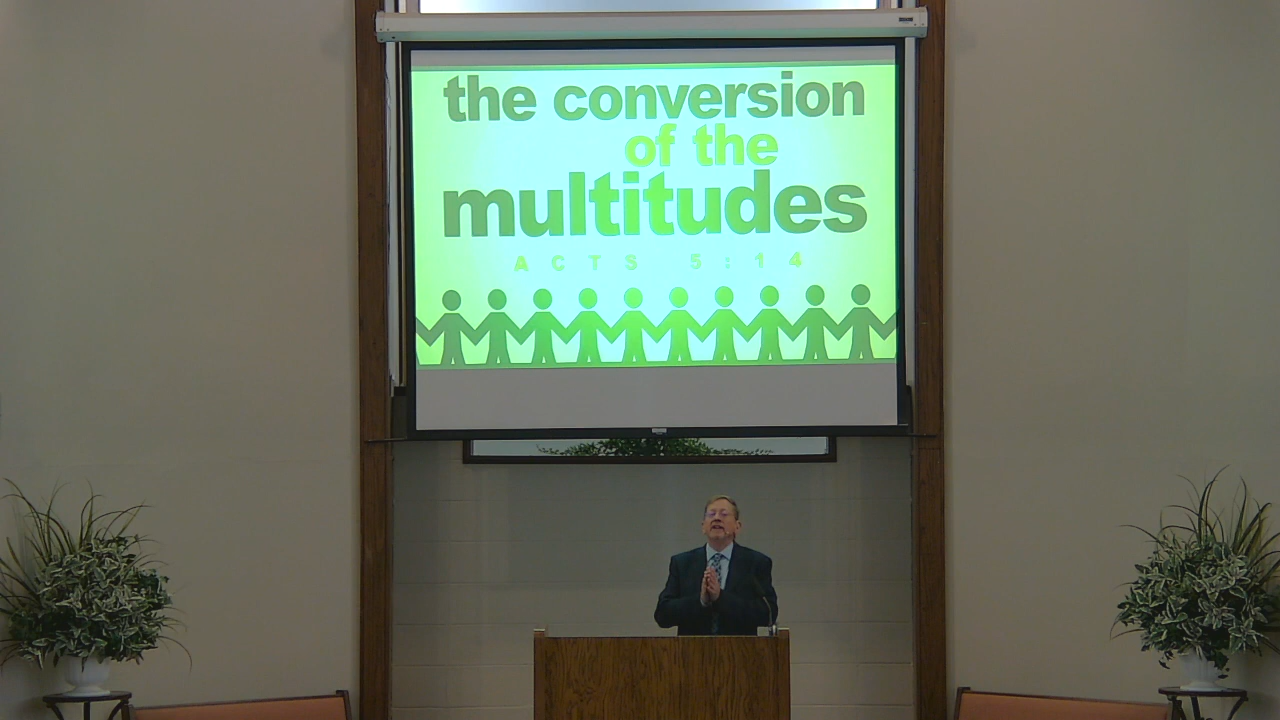 the conversion
of the
multitudes
ACTS 5:14